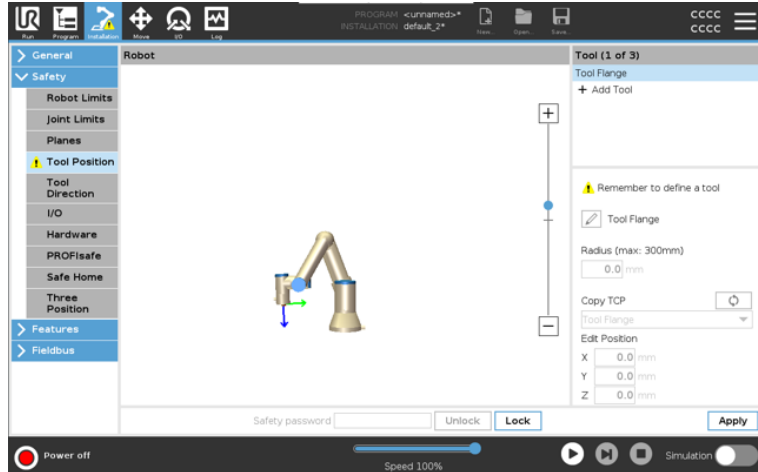 PROGRAM <unnamed>*
INSTALLATION default_2*
UR
Run
Program
Installation
Move
I/O
Log
New...
Open...
Save...
cccc
cccc
General
Safety
Robot Limits
Joint Limits
Planes
Tool Position
Tool
Direction
I/O
Hardware
PROFIsafe
Safe Home
Three
Position
Features
Fieldbus
Robot
Tool (1 of 3)
Tool Flange
+ Add Tool
Remember to define a tool
Tool Flange
Radius (max: 300mm)
0.0 mm
Copy TCP
Tool Flange
Edit Position
X 0.0 mm
Y 0.0 mm
Z 0.0 mm
Safety password
Unlock
Lock
Apply
Power off
Speed 100%
Simulation